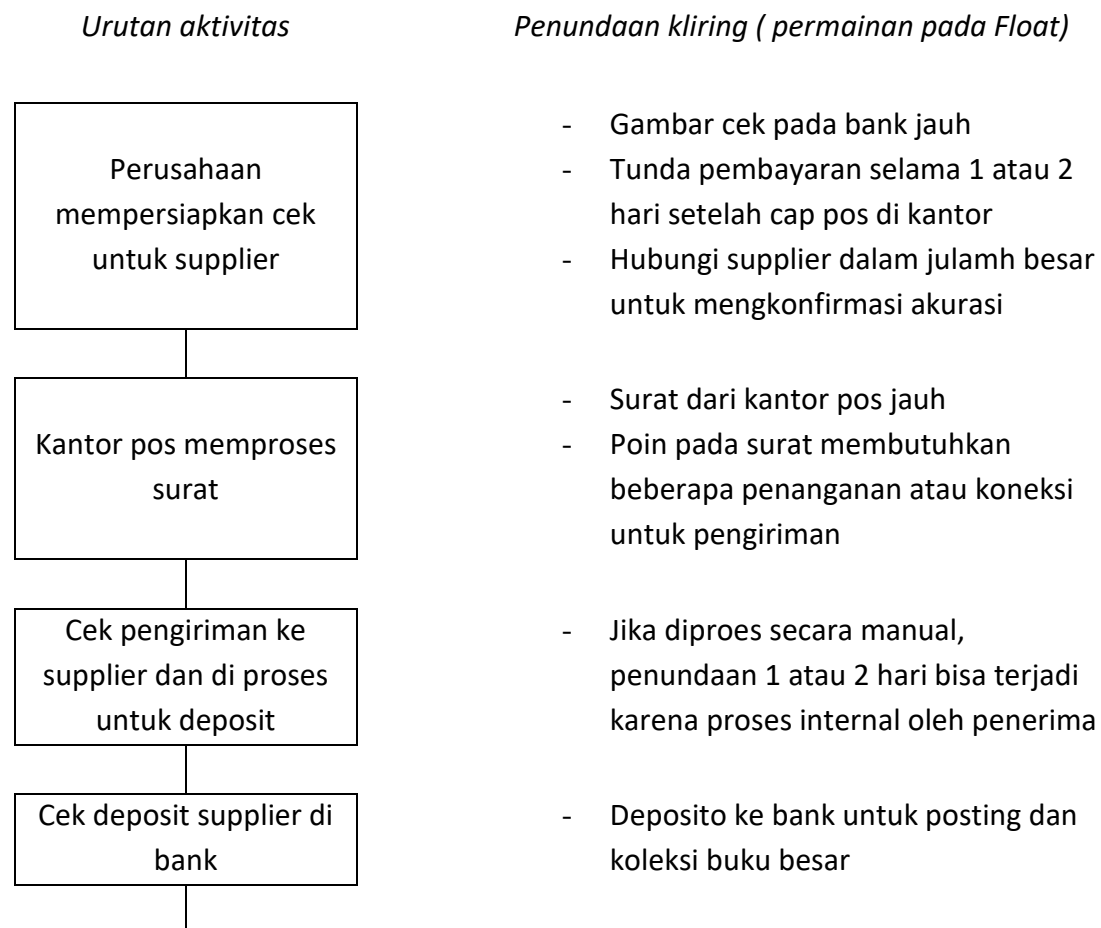 Urutan aktivitas
Penundaan kliring ( permainan pada Float)
Perusahaan
mempersiapkan cek
untuk supplier
- Gambar cek pada bank jauh
- Tunda pembayaran selama 1 atau 2
hari setelah cap pos di kantor
- Hubungi supplier dalam julamh besar
untuk mengkonfirmasi akurasi
Kantor pos memproses
surat
- Surat dari kantor pos jauh
- Poin pada surat membutuhkan
beberapa penanganan atau koneksi
untuk pengiriman
Cek pengiriman ke
supplier dan di proses
untuk deposit
- Jika diproes secara manual,
penundaan 1 atau 2 hari bisa terjadi
karena proses internal oleh penerima
Cek deposit supplier di
bank
- Deposito ke bank untuk posting dan
koleksi buku besar